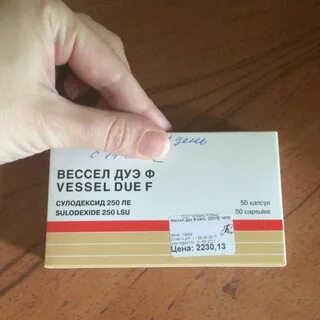 день
ВЕССЕЛ ДУЭ Ф
VESSEL DUE F
СУЛОДЕКСИД 250 ЛЕ
SULODEXIDE 250 LSU
50 капсул
50 capsules
Цена: 2230,13